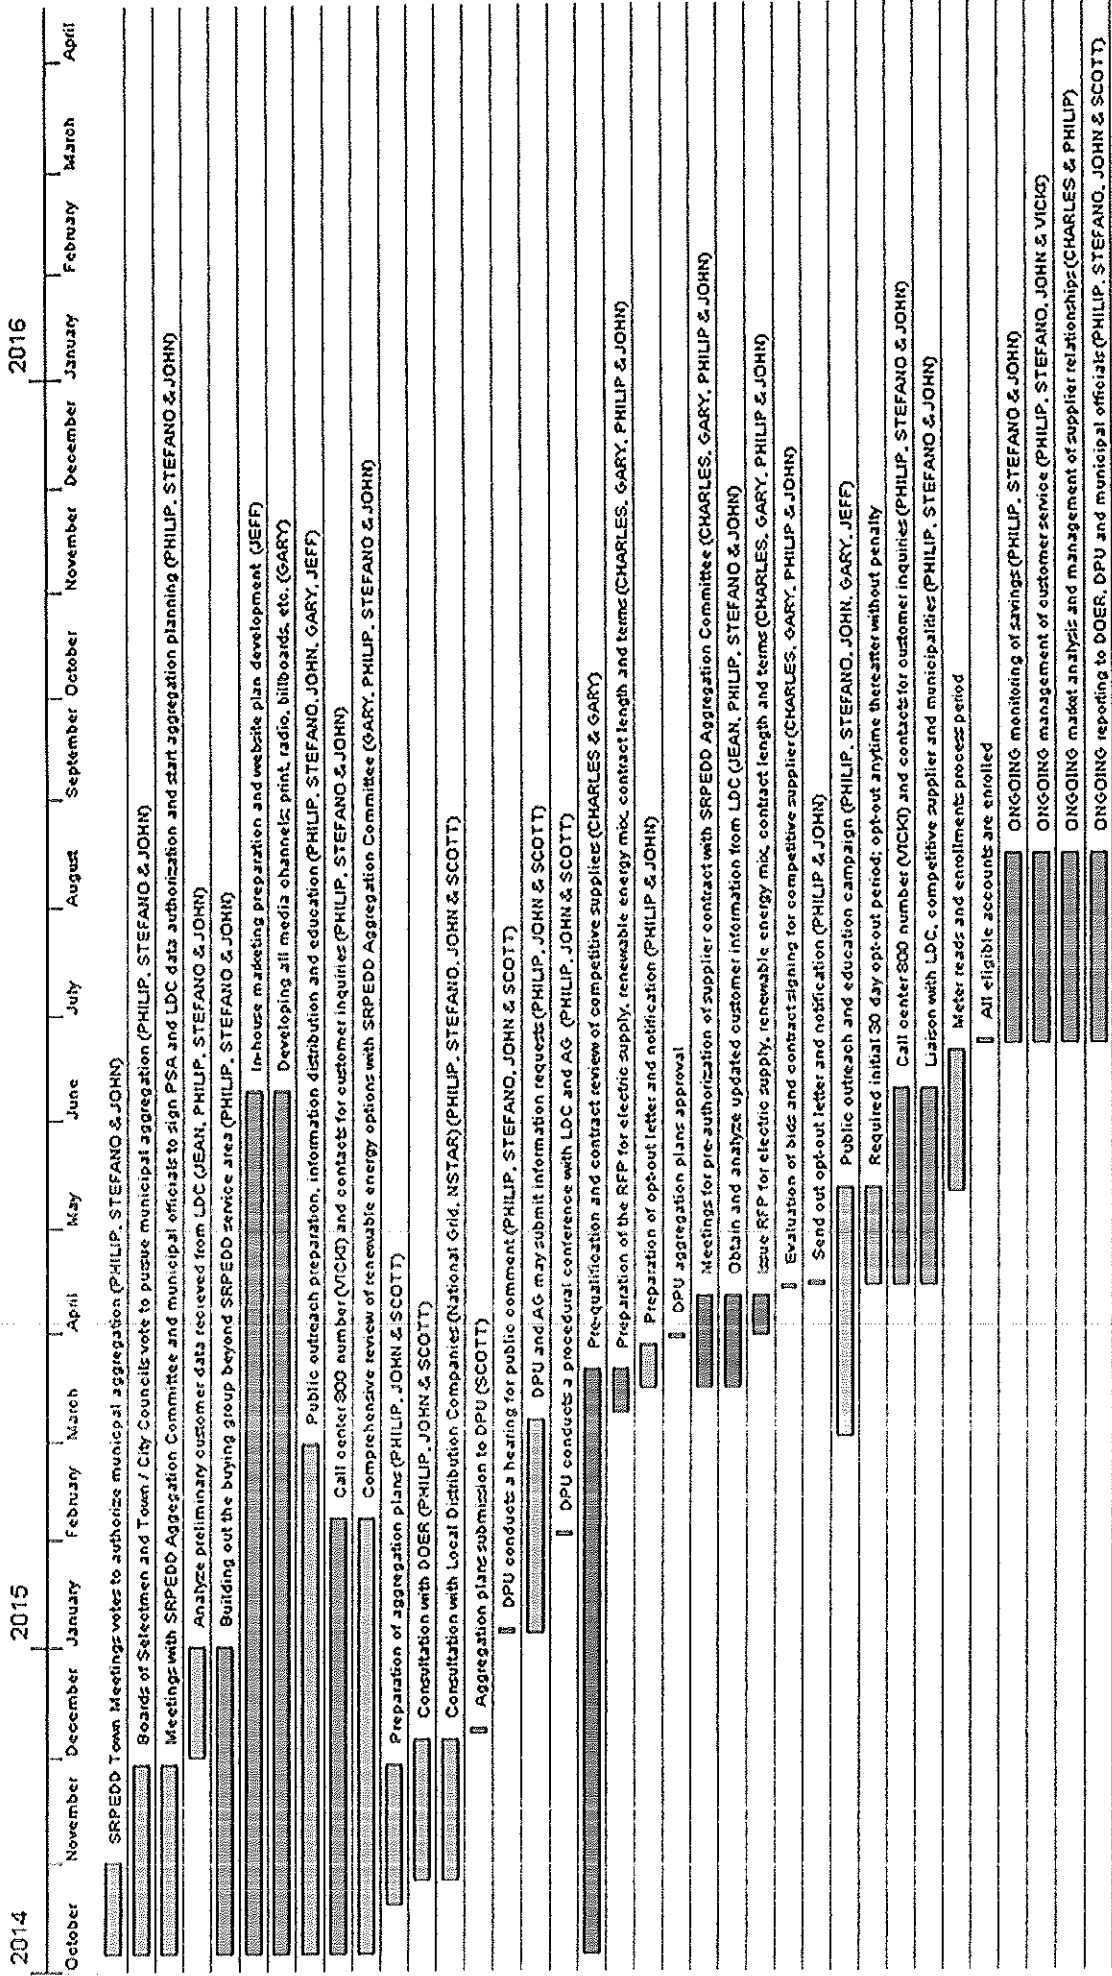 2014 2015 2016
October November December January February March April May June July August September October November December January February March April
SRPEDD Town Meetings votes to authorize municipal aggregation (PHILIP, STEFANO & JOHN)
Boards of Selectmen and Town / City Councils vote to pursue municipal aggregation (PHILIP, STEFANO & JOHN)
Meetings with SRPEDD Aggegation Committee and municipal officials to sign PSA and LDC data authorization and start aggregation planning (PHILIP, STEFANO & JOHN)
Analyze preliminary customer data recieved from LDC (JEAN, PHILIP, STEFANO & JOHN)
Building out the buying group beyond SRPEDD service area (PHILIP, STEFANO & JOHN)
In-house marketing preparation and website plan development (JEFF)
Developing all media channels; print, radio, billboards, etc. (GARY)
Public outreach preparation, information distribution and education (PHILIP, STEFANO, JOHN, GARY, JEFF)
Call center 800 number (VICKI) and contacts for customer inquiries (PHILIP, STEFANO & JOHN)
Comprehensive review of renewable energy options with SRPEDD Aggregation Committee (GARY, PHILIP, STEFANO & JOHN)
Preparation of aggregation plans (PHILIP, JOHN & SCOTT)
Consultation with DOER (PHILIP, JOHN & SCOTT)
Consultation with Local Distribution Companies (National Grid, NSTAR) (PHILIP, STEFANO, JOHN & SCOTT)
Aggregation plans submission to DPU (SCOTT)
DPU conducts a hearing for public comment (PHILIP, STEFANO, JOHN & SCOTT)
DPU and AG may submit information requests (PHILIP, JOHN & SCOTT)
DPU conducts a procedural conference with LDC and AG (PHILIP, JOHN & SCOTT)
Pre-qualification and contract review of competitive suppliers (CHARLES & GARY)
Preparation of the RFP for electric supply, renewable energy mix, contract length and terms (CHARLES, GARY, PHILIP & JOHN)
Preparation of opt-out letter and notification (PHILIP & JOHN)
DPU aggregation plans approval
Meetings for pre-authorization of supplier contract with SRPEDD Aggregation Committee (CHARLES, GARY, PHILIP & JOHN)
Obtain and analyze updated customer information from LDC (JEAN, PHILIP, STEFANO & JOHN)
Issue RFP for electric supply, renewable energy mix, contract length and terms (CHARLES, GARY, PHILIP & JOHN)
Evaluation of bids and contract signing for competitive supplier (CHARLES, GARY, PHILIP & JOHN)
Send out opt-out letter and notification (PHILIP & JOHN)
Public outreach and education campaign (PHILIP, STEFANO, JOHN, GARY, JEFF)
Required initial 30 day opt-out period; opt-out anytime thereafter without penalty
Call center 800 number (VICKI) and contacts for customer inquiries (PHILIP, STEFANO & JOHN)
Liaison with LDC, competitive supplier and municipalities (PHILIP, STEFANO & JOHN)
Meter reads and enrollments process period
All eligible accounts are enrolled
ONGOING monitoring of savings (PHILIP, STEFANO & JOHN)
ONGOING management of customer service (PHILIP, STEFANO, JOHN & VICKI)
ONGOING market analysis and management of supplier relationships (CHARLES & PHILIP)
ONGOING reporting to DOER, DPU and municipal officials (PHILIP, STEFANO, JOHN & SCOTT)